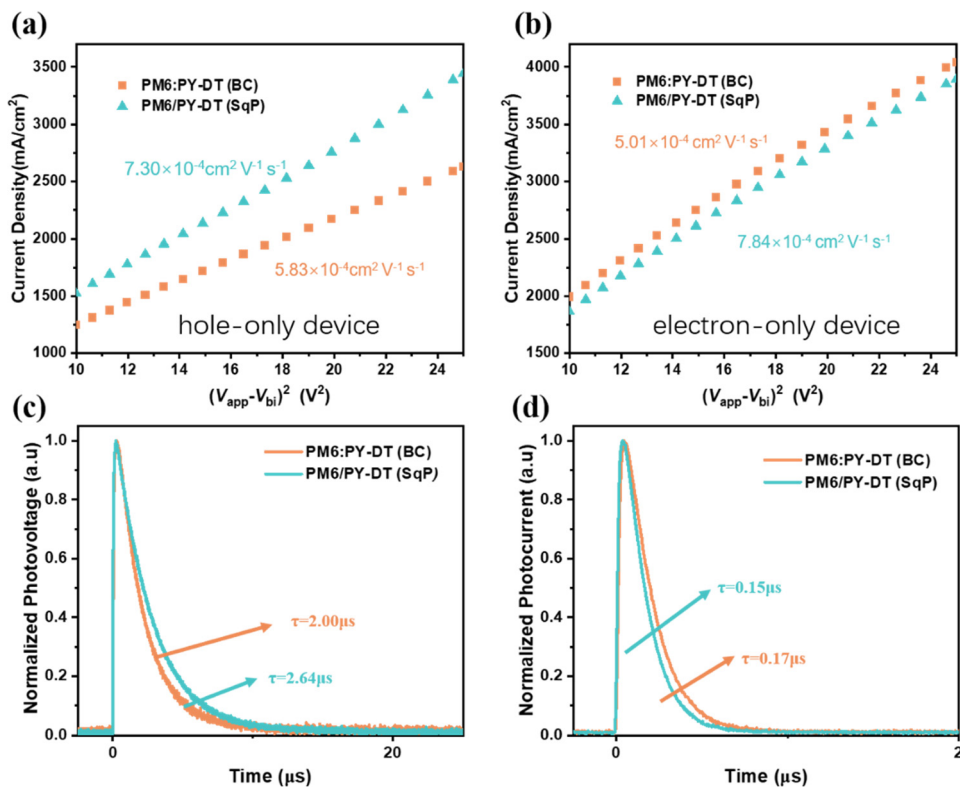 (a)
3500
3000
2500
2000
1500
1000
Current Density(mA/cm²)
PM6:PY-DT (BC)
PM6/PY-DT (SqP)
7.30×10⁻⁴cm² V⁻¹ s⁻¹
5.83×10⁻⁴cm² V⁻¹ s⁻¹
hole-only device
10 12 14 16 18 20 22 24
(Vapp-Vbi)² (V²)
(b)
4000
3500
3000
2500
2000
1500
Current Density(mA/cm²)
PM6:PY-DT (BC)
PM6/PY-DT (SqP)
5.01×10⁻⁴cm² V⁻¹ s⁻¹
7.84×10⁻⁴ cm² V⁻¹ s⁻¹
electron-only device
10 12 14 16 18 20 22 24
(Vapp-Vbi)² (V²)
(c)
1.0
0.8
0.6
0.4
0.2
0.0
Normalized Photovoltage (a.u)
PM6:PY-DT (BC)
PM6/PY-DT (SqP)
τ=2.00μs
τ=2.64μs
0 20
Time (μs)
(d)
1.0
0.8
0.6
0.4
0.2
0.0
Normalized Photocurrent (a.u)
PM6:PY-DT (BC)
PM6/PY-DT (SqP)
τ=0.15μs
τ=0.17μs
0 2
Time (μs)